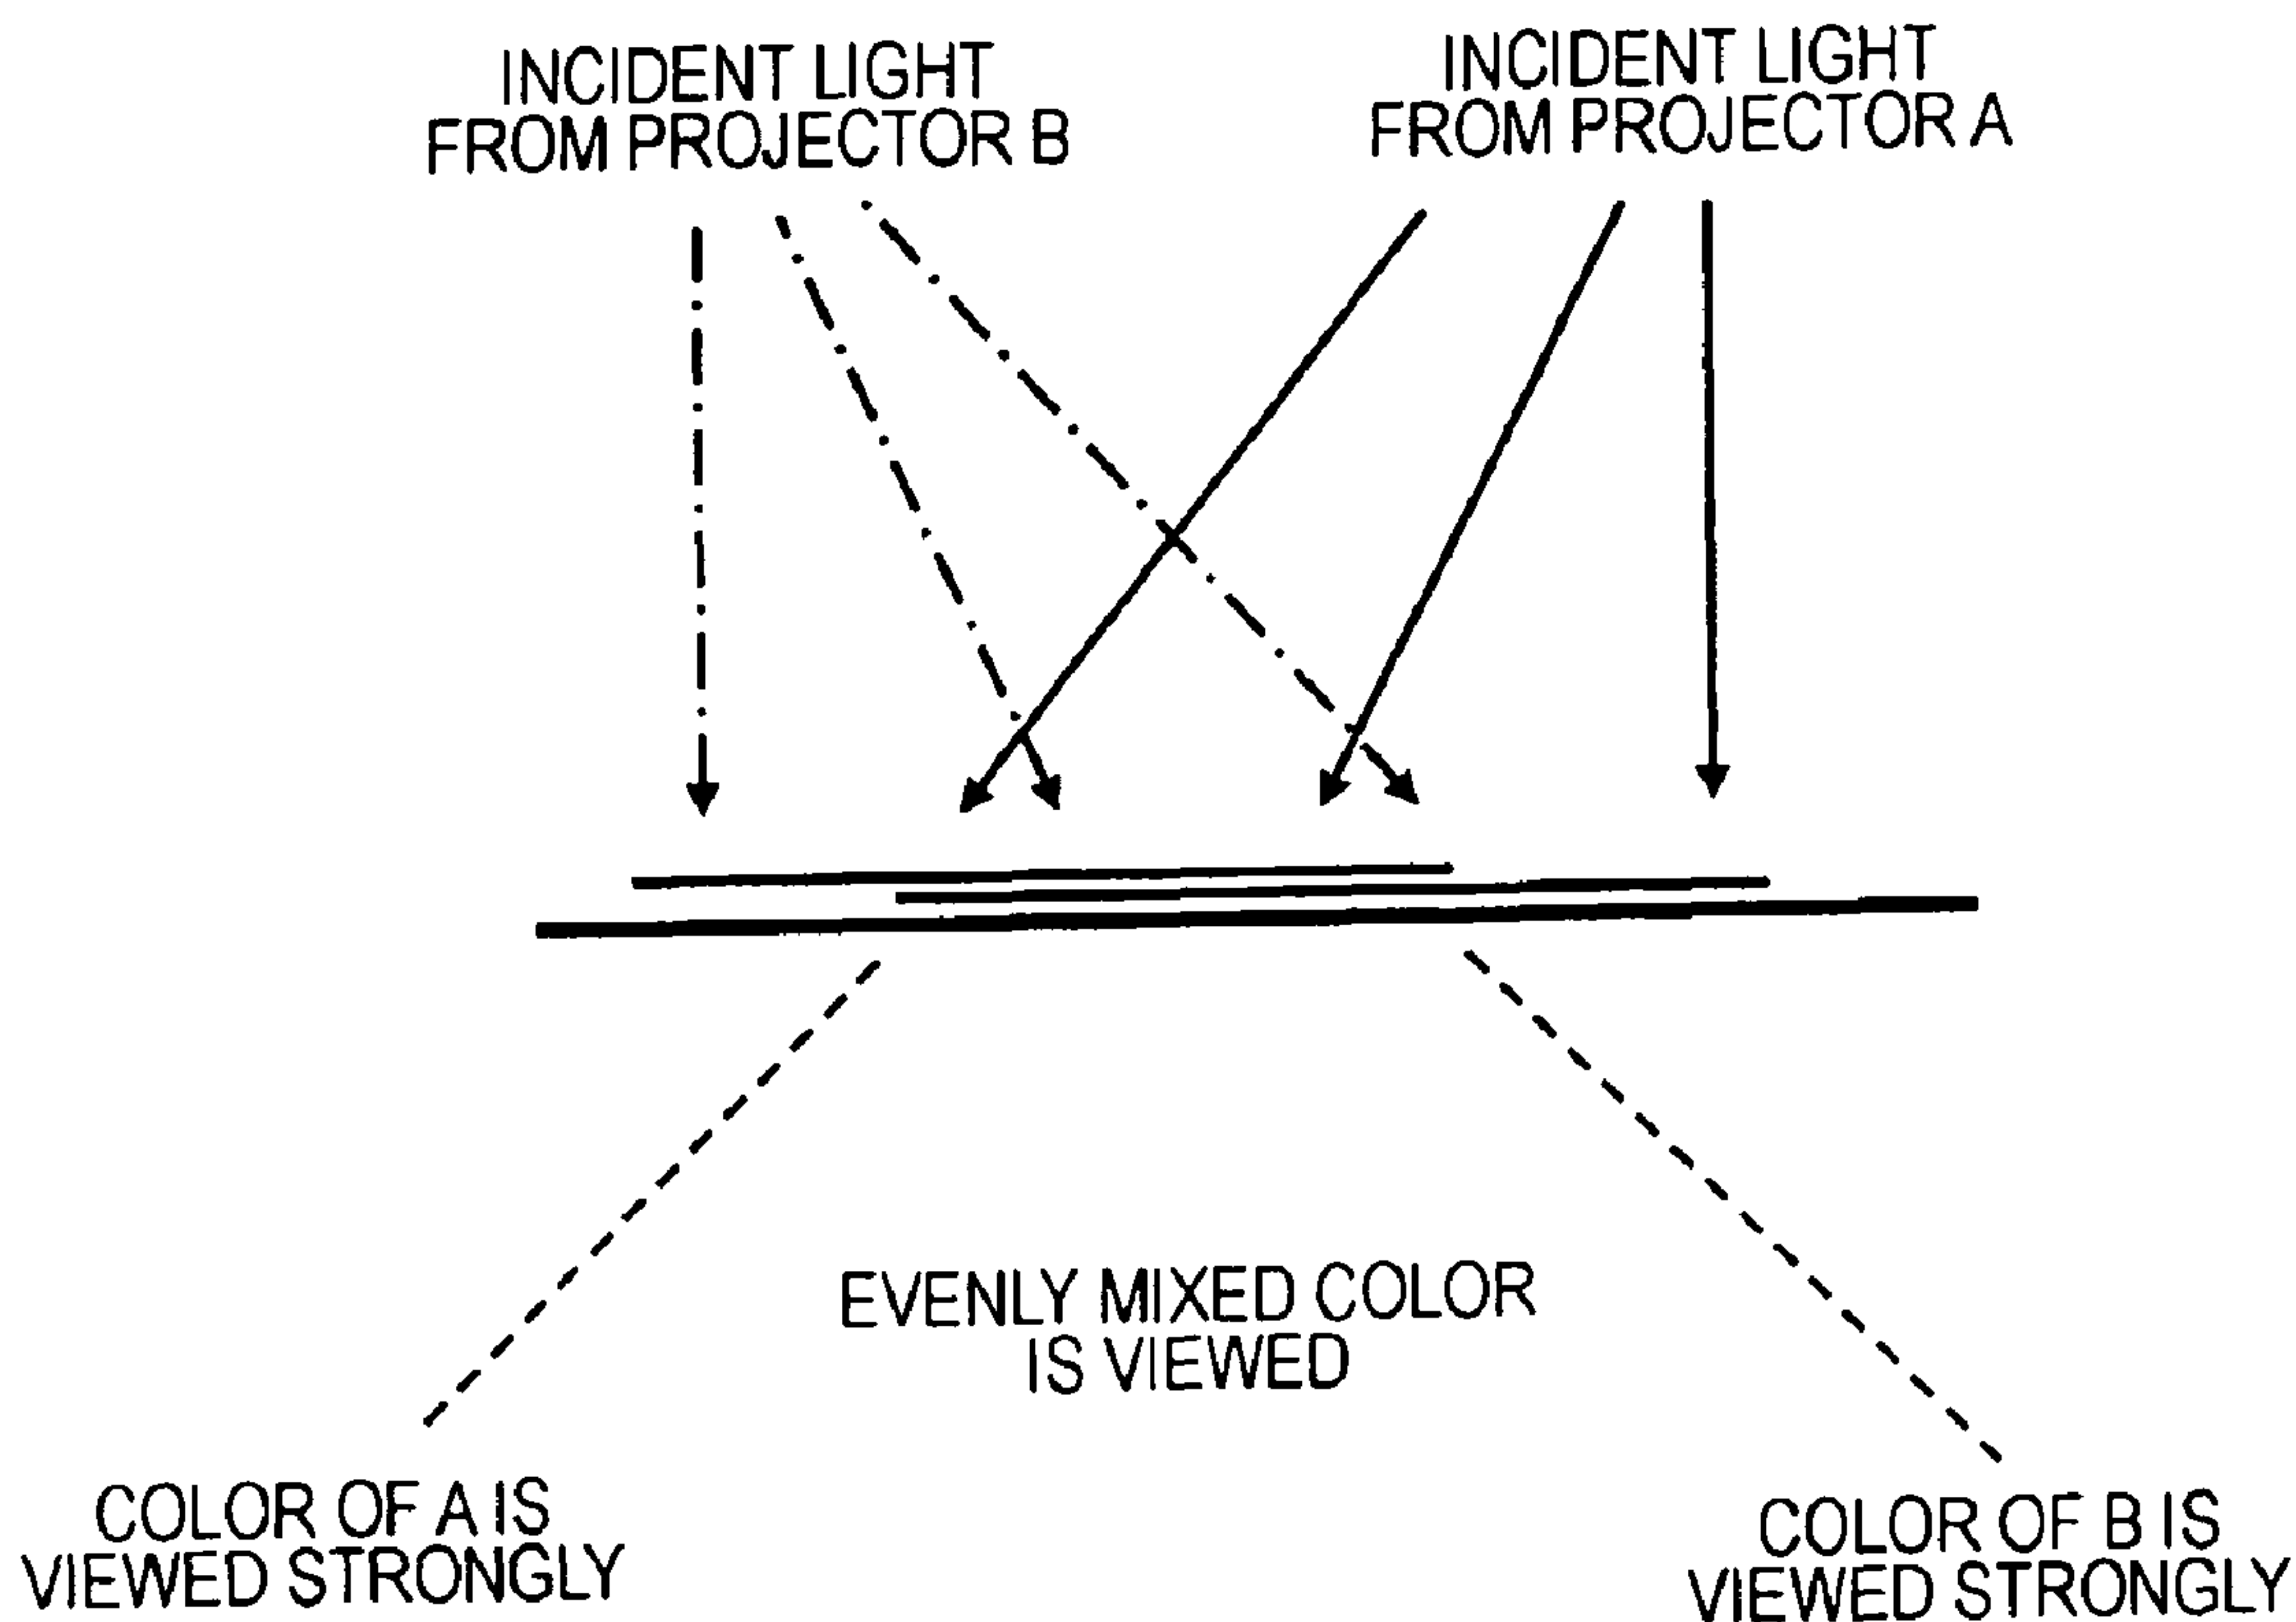 INCIDENT LIGHT
FROM PROJECTOR B
INCIDENT LIGHT
FROM PROJECTOR A
EVENLY MIXED COLOR
IS VIEWED
COLOR OF A IS
VIEWED STRONGLY
COLOR OF B IS
VIEWED STRONGLY